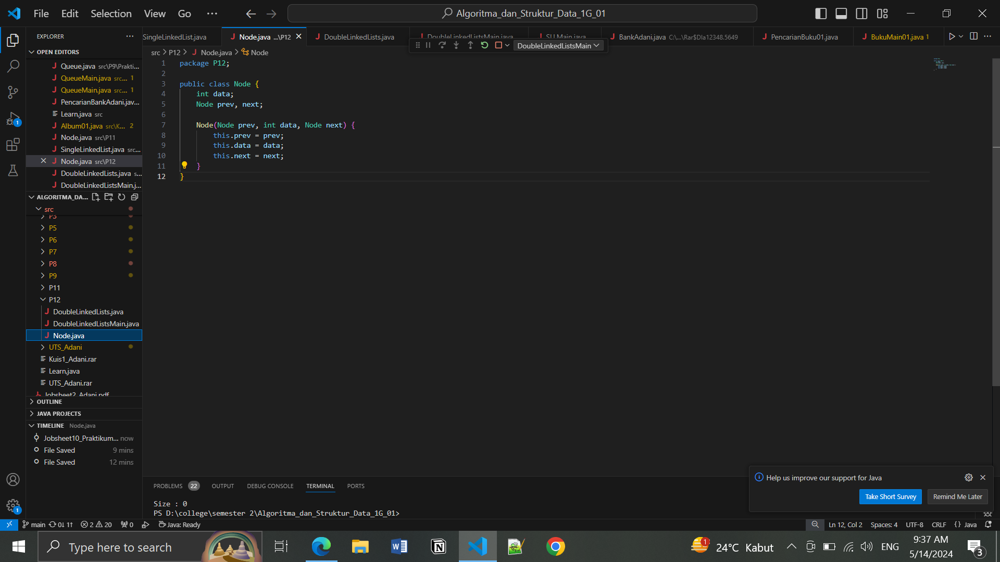 File Edit Selection View Go ···
Algoritma_dan_Struktur_Data_1G_01
EXPLORER
OPEN EDITORS
Queue.java src\P9\Prakti...
QueueMain.java src... 1
QueueMain.java src... 1
PencarianBankAdani.jav...
Learn,java src
Album01.java src\K... 2
Node.java src\P11
SingleLinkedList.java src...
Node.java src\P12
DoubleLinkedLists.java s...
DoubleLinkedListsMain.j...
ALGORITMA_DA...
src
P3
P5
P6
P7
P8
P9
P11
P12
DoubleLinkedLists.java
DoubleLinkedListsMain.java
Node.java
UTS_Adani
Kuis1_Adani.rar
Learn,java
UTS_Adani.rar
Jobsheet2_Adani.pdf
OUTLINE
JAVA PROJECTS
TIMELINE Node.java
Jobsheet10_Praktikum... now
File Saved 9 mins
File Saved 12 mins
SingleLinkedList.java
Node.java ...\P12
DoubleLinkedLists.java
DoubleLinkedListsMain.java
SLLMain.java
BankAdani.java C:\...\Rar$DIa12348.5649
PencarianBuku01.java
BukuMain01.java 1
DoubleLinkedListsMain
src > P12 > Node.java > Node
1 package P12;
2
3 public class Node {
4 int data;
5 Node prev, next;
6
7 Node(Node prev, int data, Node next) {
8 this.prev = prev;
9 this.data = data;
10 this.next = next;
11 }
12 }
PROBLEMS 22 OUTPUT DEBUG CONSOLE TERMINAL PORTS
Size : 0
PS D:\college\semester 2\Algoritma_dan_Struktur_Data_1G_01>
Help us improve our support for Java
Take Short Survey
Remind Me Later
1
1
main 0↓ 1↑ 2 20 0 Java: Ready
Ln 12, Col 2 Spaces: 4 UTF-8 CRLF {} Java
Type here to search
1
24°C Kabut
ENG
9:37 AM
5/14/2024
3